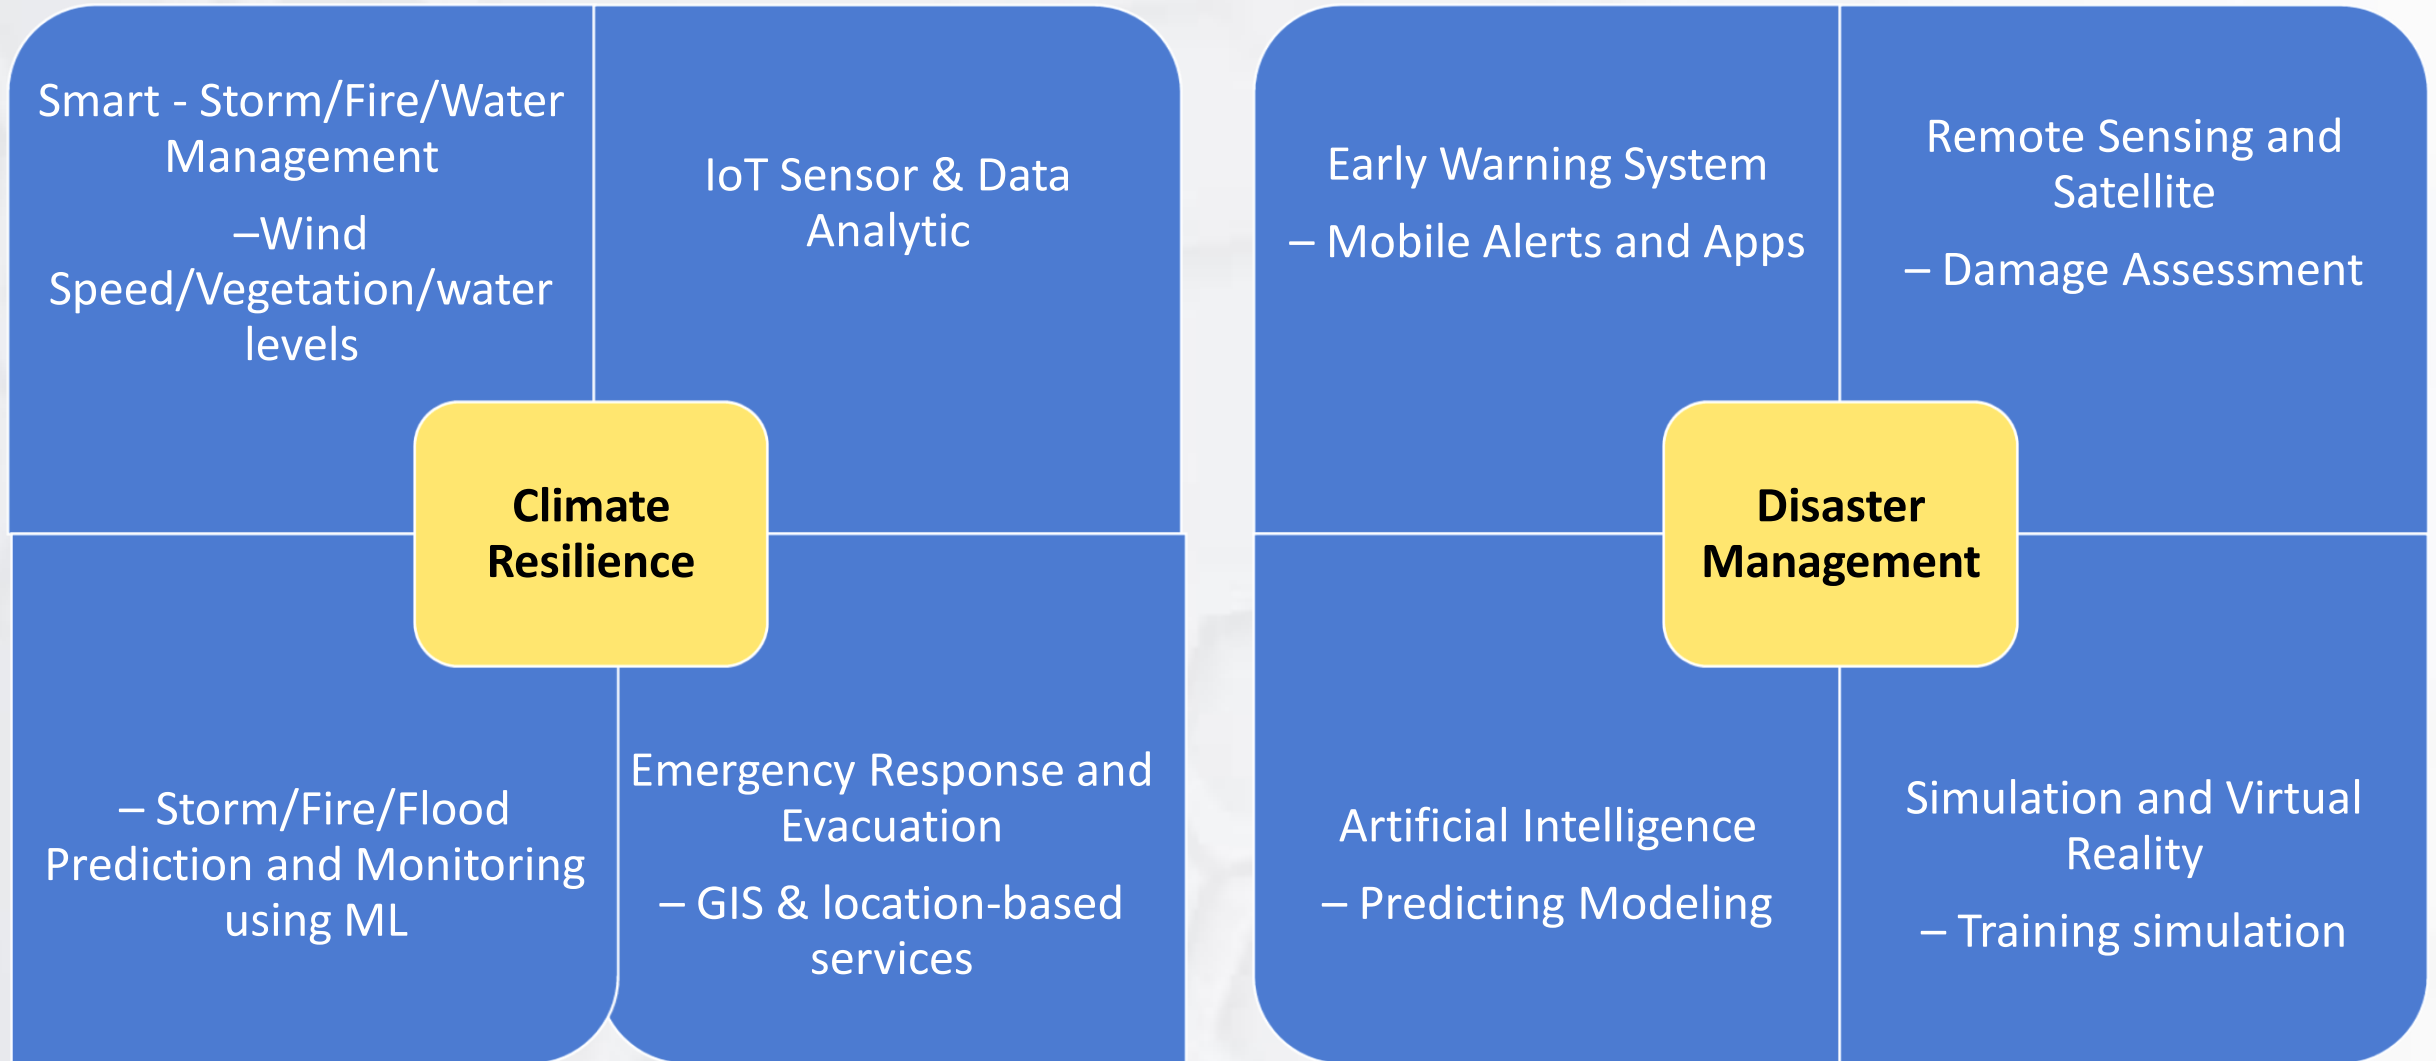 Smart - Storm/Fire/Water
Management
–Wind
Speed/Vegetation/water
levels
IoT Sensor & Data
Analytic
Climate
Resilience
– Storm/Fire/Flood
Prediction and Monitoring
using ML
Emergency Response and
Evacuation
– GIS & location-based
services
Early Warning System
– Mobile Alerts and Apps
Remote Sensing and
Satellite
– Damage Assessment
Disaster
Management
Artificial Intelligence
– Predicting Modeling
Simulation and Virtual
Reality
– Training simulation